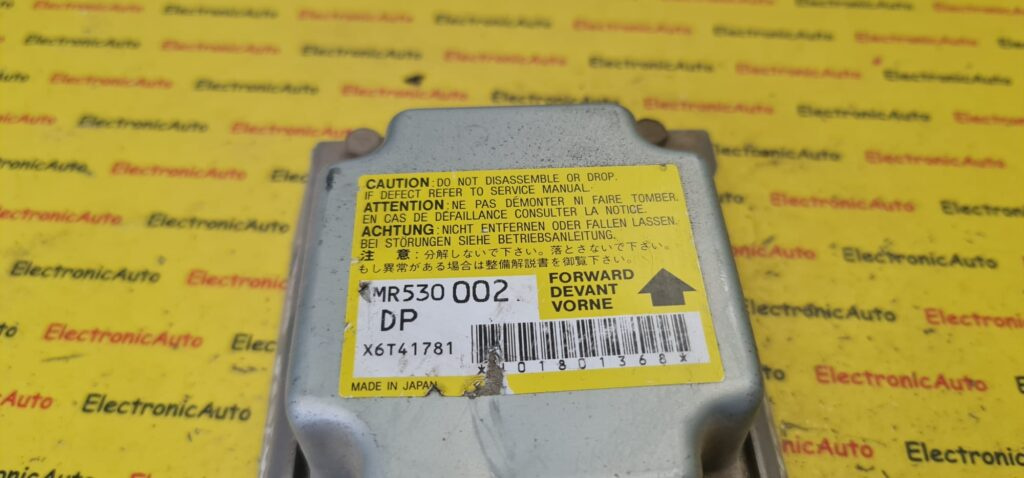 CAUTION : DO NOT DISASSEMBLE OR DROP.
IF DEFECT REFER TO SERVICE MANUAL.
ATTENTION : NE PAS DÉMONTER NI FAIRE TOMBER.
EN CAS DE DÉFAILLANCE CONSULTER LA NOTICE.
ACHTUNG : NICHT ENTFERNEN ODER FALLEN LASSEN.
BEI STÖRUNGEN SIEHE BETRIEBSANLEITUNG.
注 意 : 分解しないで下さい。落とさないで下さい。
もし異常がある場合は整備解説書を御覧下さい。
MR530 002
DP
X6T41781
FORWARD
DEVANT
VORNE
01801368*
MADE IN JAPAN
ElectronicAuto